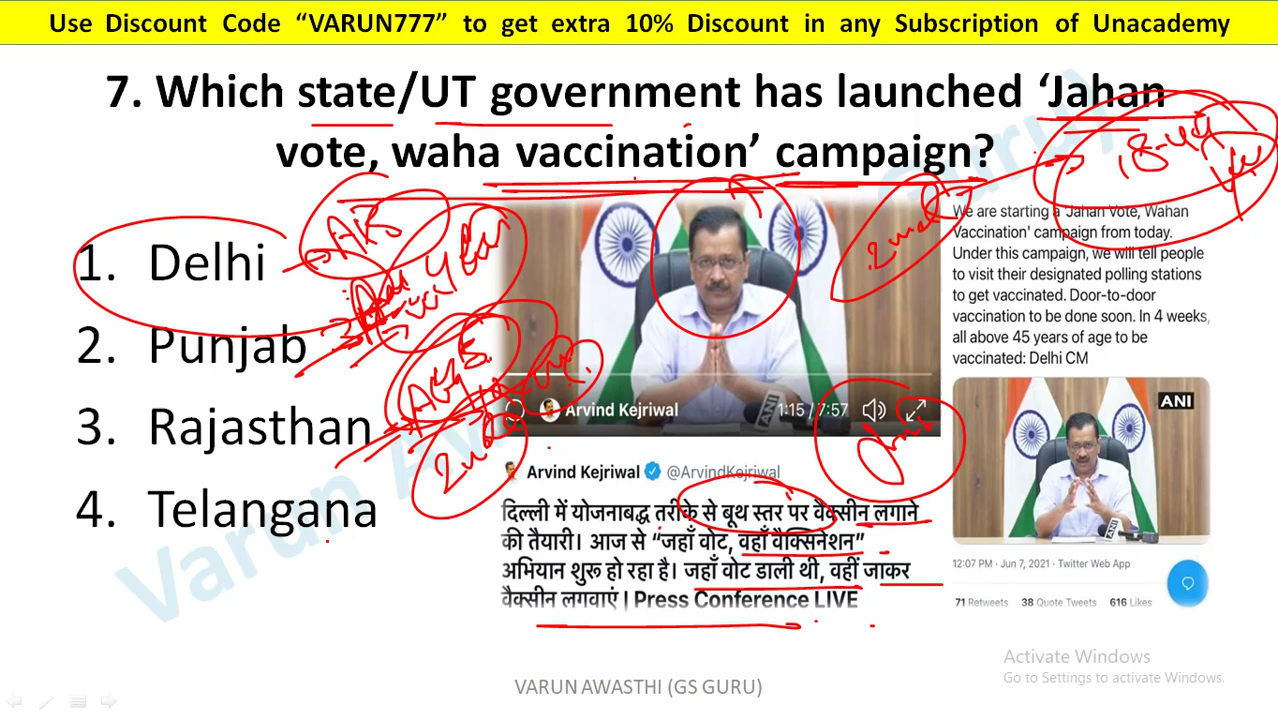 Use Discount Code “VARUN777” to get extra 10% Discount in any Subscription of Unacademy
7. Which state/UT government has launched ‘Jahan
vote, waha vaccination’ campaign?
1. Delhi
2. Punjab
3. Rajasthan
4. Telangana
18-44
Arvind Kejriwal
1:15 / 7:57
ANI
Arvind Kejriwal @ArvindKejriwal
दिल्ली में योजनाबद्ध तरीके से बूथ स्तर पर वैक्सीन लगाने
की तैयारी। आज से “जहाँ वोट, वहाँ वैक्सिनेशन”
अभियान शुरू हो रहा है। जहाँ वोट डाली थी, वहीं जाकर
वैक्सीन लगवाएं | Press Conference LIVE
We are starting a 'Jahan Vote, Wahan
Vaccination' campaign from today.
Under this campaign, we will tell people
to visit their designated polling stations
to get vaccinated. Door-to-door
vaccination to be done soon. In 4 weeks,
all above 45 years of age to be
vaccinated: Delhi CM
ANI
ANI
12:07 PM · Jun 7, 2021 · Twitter Web App
71 Retweets 38 Quote Tweets 616 Likes
Activate Windows
Go to Settings to activate Windows.
VARUN AWASTHI (GS GURU)